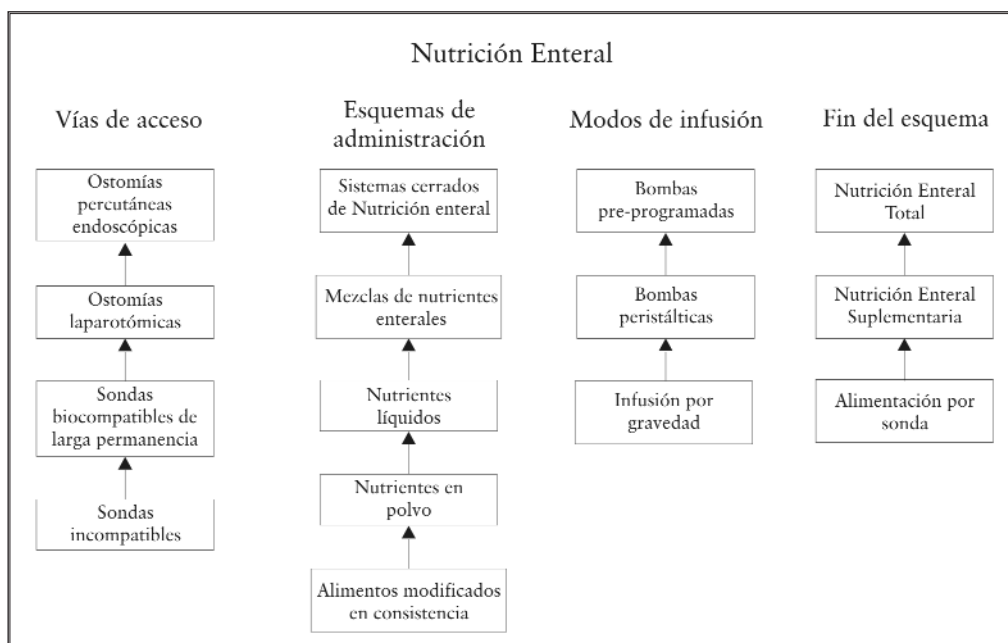 Nutrición Enteral
Vías de acceso
Ostomías
percutáneas
endoscópicas
Ostomías
laparotómicas
Sondas
biocompatibles de
larga permanencia
Sondas
incompatibles
Esquemas de
administración
Sistemas cerrados
de Nutrición enteral
Mezclas de nutrientes
enterales
Nutrientes
líquidos
Nutrientes en
polvo
Alimentos modificados
en consistencia
Modos de infusión
Bombas
pre-programadas
Bombas
peristálticas
Infusión por
gravedad
Fin del esquema
Nutrición Enteral
Total
Nutrición Enteral
Suplementaria
Alimentación por
sonda